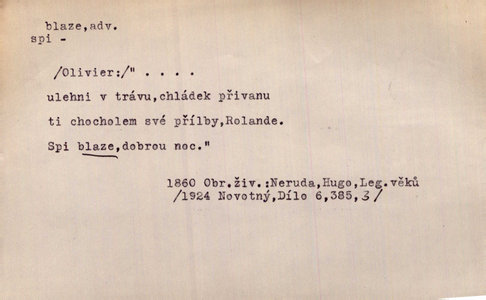 blaze,adv.
spi -
/Olivier:/" . . . .
ulehni v trávu,chládek přivanu
ti chocholem své přílby,Rolande.
Spi blaze,dobrou noc."
1860 Obr.živ.:Neruda,Hugo,Leg.věků
/1924 Novotný,Dílo 6,385,3/